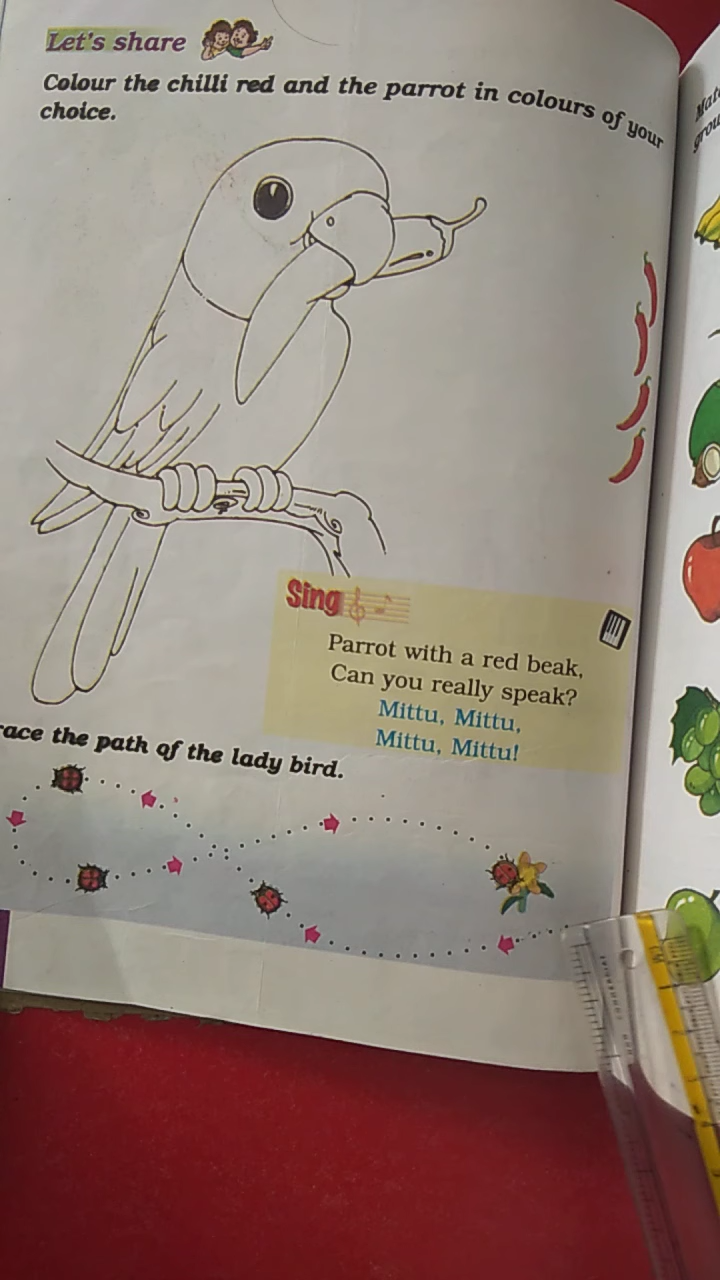 Let's share
Colour the chilli red and the parrot in colours of your
choice.
Sing
Parrot with a red beak,
Can you really speak?
Mittu, Mittu,
Mittu, Mittu!
the path of the lady bird.